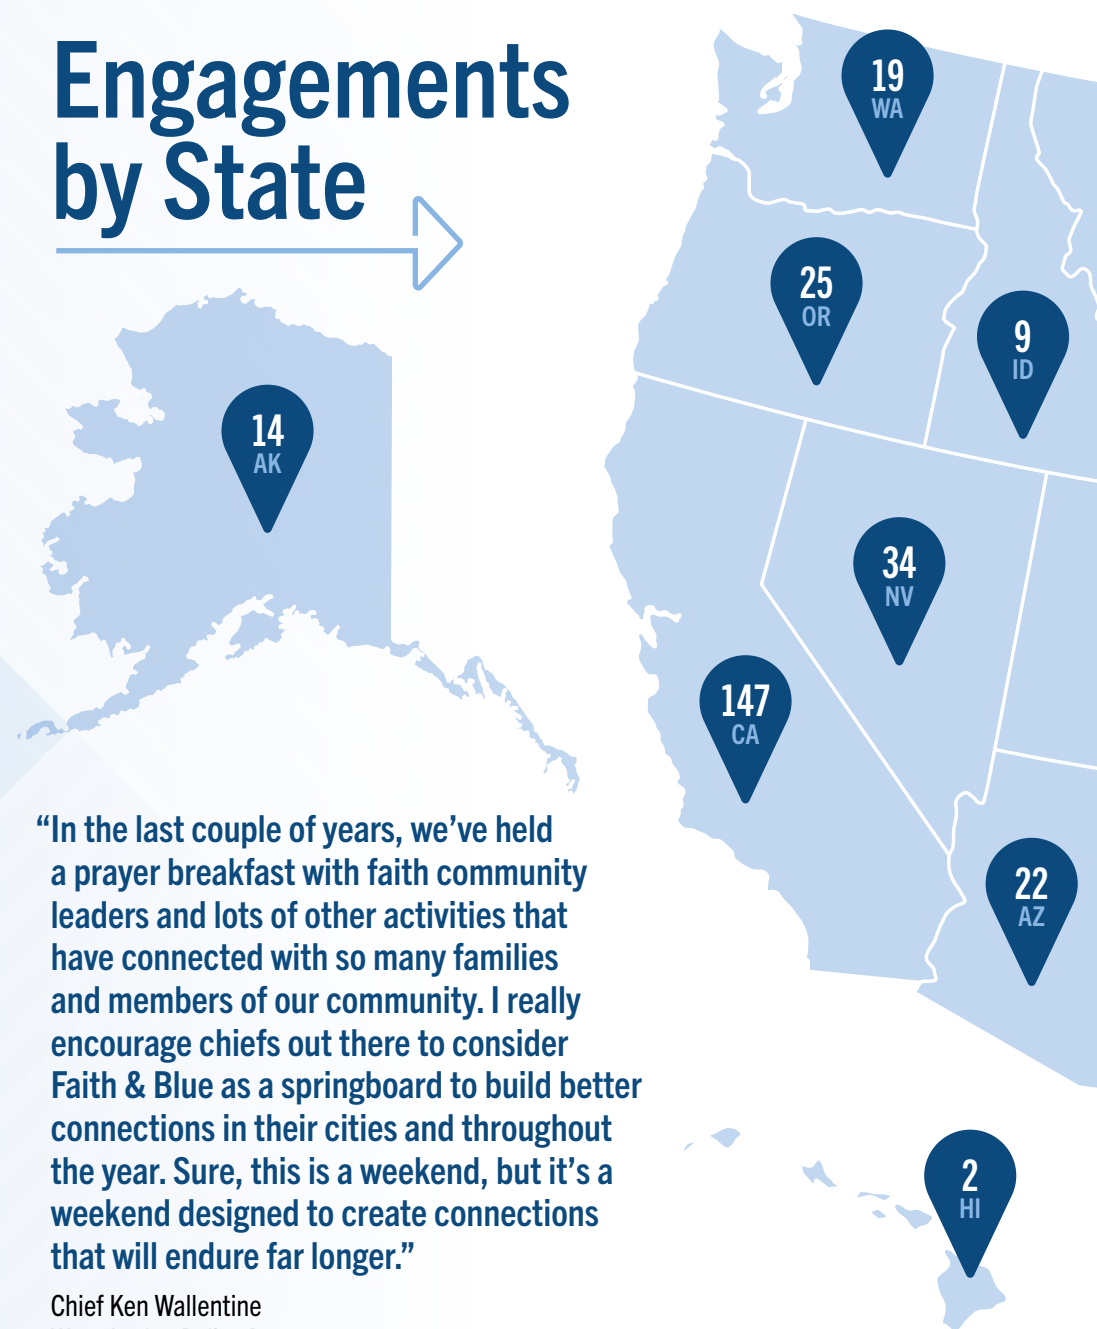 Engagements
by State
19
WA
25
OR
9
ID
14
AK
34
NV
147
CA
22
AZ
“In the last couple of years, we’ve held
a prayer breakfast with faith community
leaders and lots of other activities that
have connected with so many families
and members of our community. I really
encourage chiefs out there to consider
Faith & Blue as a springboard to build better
connections in their cities and throughout
the year. Sure, this is a weekend, but it’s a
weekend designed to create connections
that will endure far longer.”
Chief Ken Wallentine
2
HI